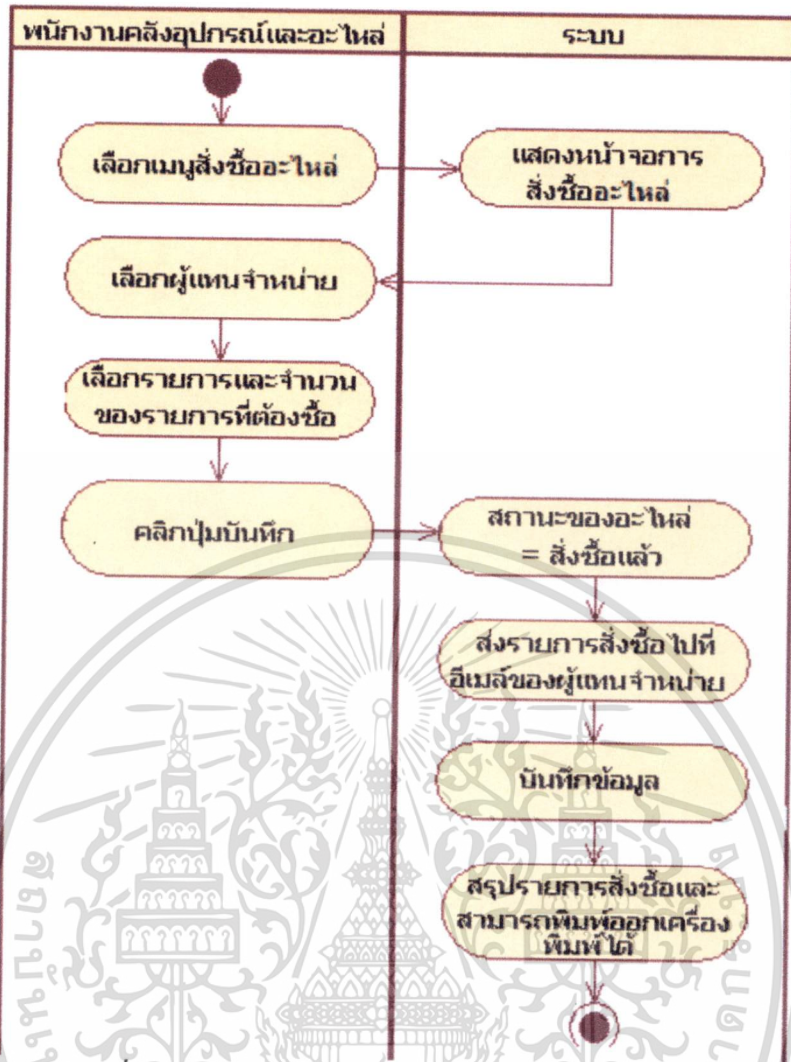 พนักงานคลังอุปกรณ์และอะไหล่
ระบบ
เลือกเมนูสั่งซื้ออะไหล่
แสดงหน้าจอการ
สั่งซื้ออะไหล่
เลือกผู้แทนจำหน่าย
เลือกรายการและจำนวน
ของรายการที่ต้องซื้อ
คลิกปุ่มบันทึก
สถานะของอะไหล่
= สั่งซื้อแล้ว
ส่งรายการสั่งซื้อไปที่
อีเมล์ของผู้แทนจำหน่าย
บันทึกข้อมูล
สรุปรายการสั่งซื้อและ
สามารถพิมพ์ออกเครื่อง
พิมพ์ได้